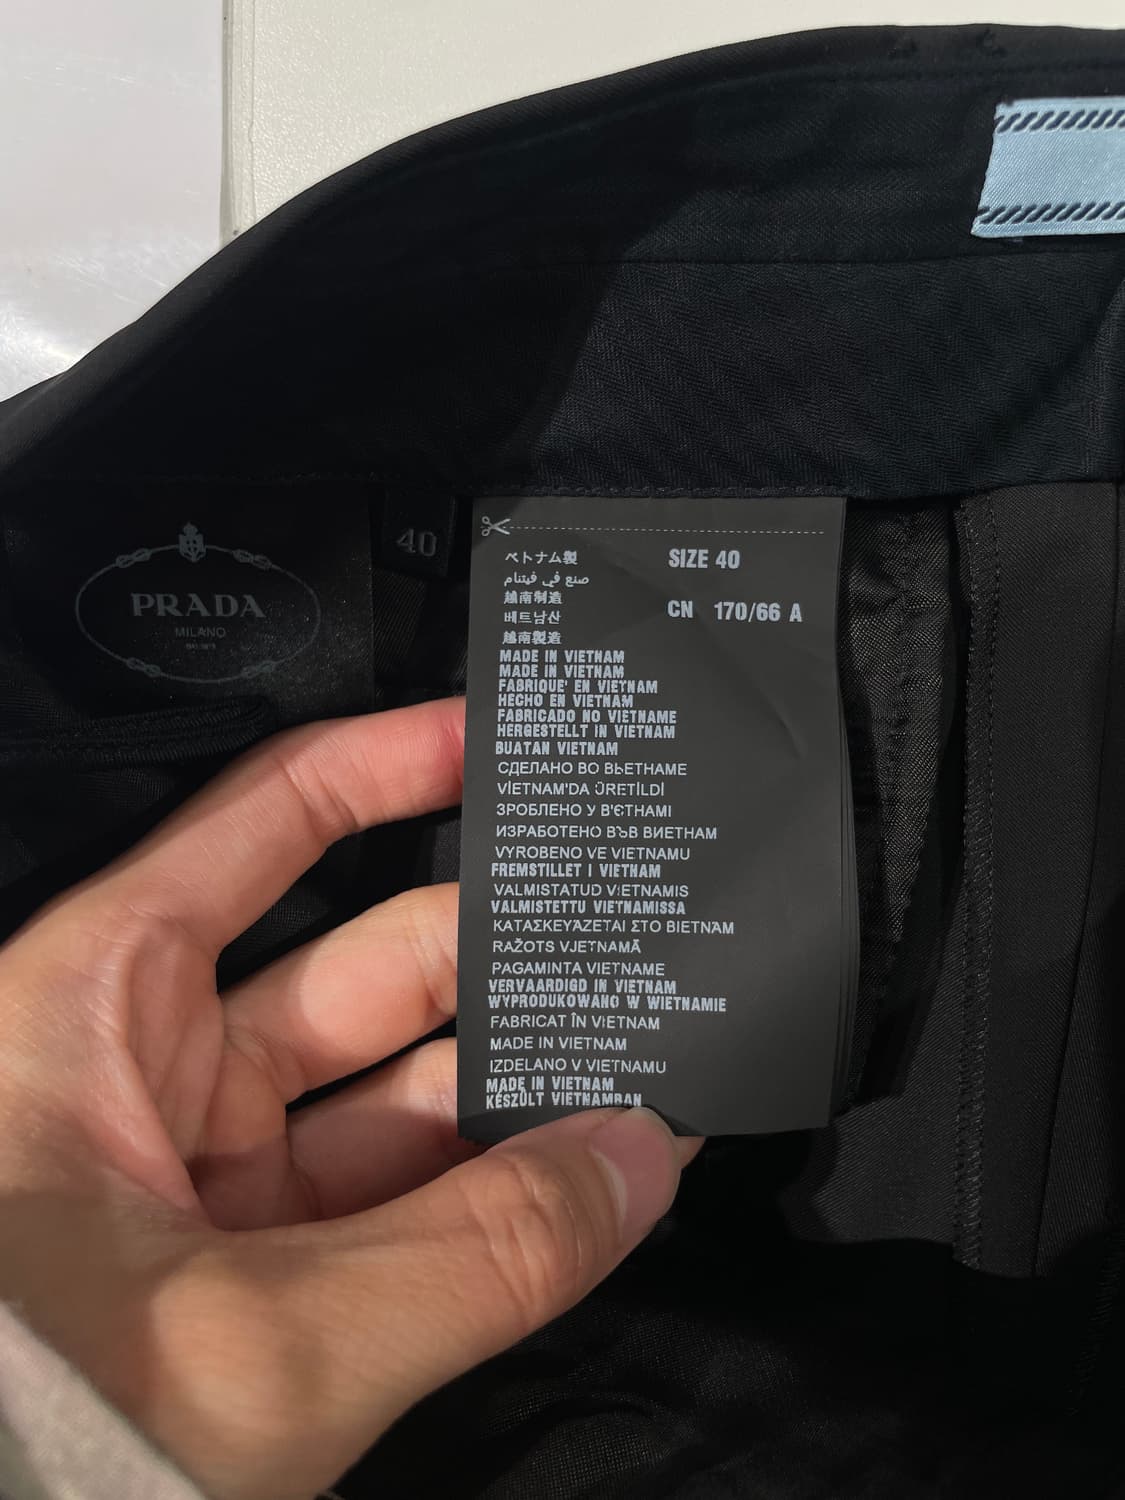 PRADA
MILANO
40
ベトナム製
صنع في فيتنام
越南制造
베트남산
越南製造
MADE IN VIETNAM
MADE IN VIETNAM
FABRIQUE' EN VIETNAM
HECHO EN VIETNAM
FABRICADO NO VIETNAME
HERGESTELLT IN VIETNAM
BUATAN VIETNAM
СДЕЛАНО ВО ВЬЕТНАМЕ
VİETNAM'DA ÜRETİLDİ
ЗРОБЛЕНО У В'ЄТНАМІ
ИЗРАБОТЕНО ВЪВ ВИЕТНАМ
VYROBENO VE VIETNAMU
FREMSTILLET I VIETNAM
VALMISTATUD VIETNAMIS
VALMISTETTU VIETNAMISSA
ΚΑΤΑΣΚΕΥΆΖΕΤΑΙ ΣΤΟ ΒΙΕΤΝΆΜ
RAŽOTS VJETNAMĀ
PAGAMINTA VIETNAME
VERVAARDIGD IN VIETNAM
WYPRODUKOWANO W WIETNAMIE
FABRICAT ÎN VIETNAM
MADE IN VIETNAM
IZDELANO V VIETNAMU
MADE IN VIETNAM
KÉSZÜLT VIETNAMBAN
SIZE 40
CN 170/66 A